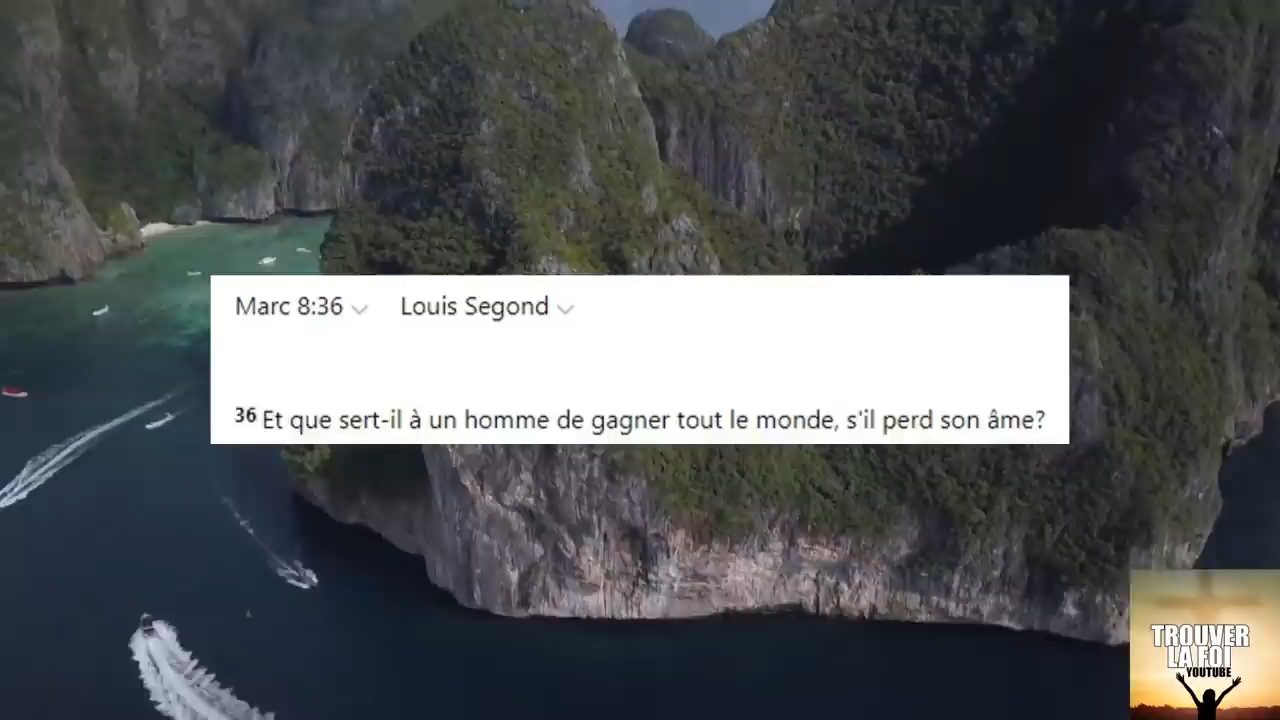 Marc 8:36 Louis Segond
36 Et que sert-il à un homme de gagner tout le monde, s'il perd son âme?
TROUVER
LA FOI
YOUTUBE